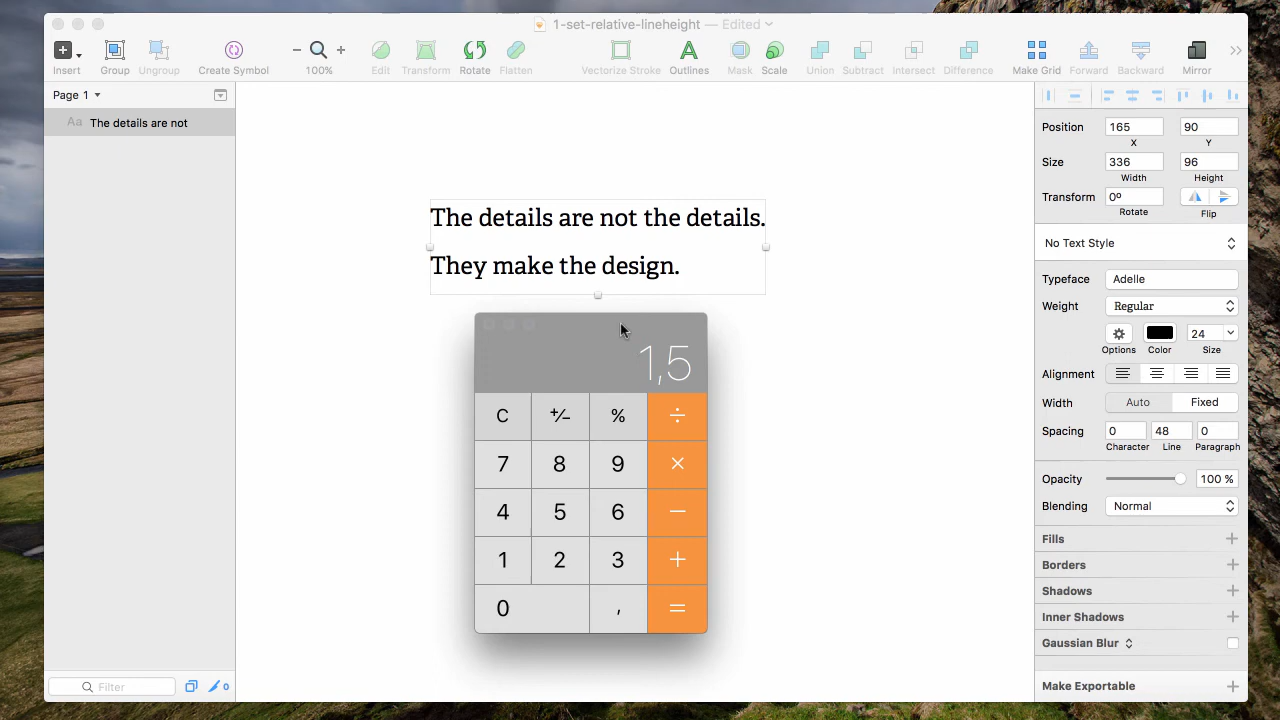 1-set-relative-lineheight — Edited
Insert Group Ungroup Create Symbol 100% Edit Transform Rotate Flatten Vectorize Stroke Outlines Mask Scale Union Subtract Intersect Difference Make Grid Forward Backward Mirror
Page 1
Aa The details are not
Filter
0
The details are not the details.
They make the design.
1,5
C +/− % ÷
7 8 9 ×
4 5 6 −
1 2 3 +
0 , =
Position 165 90
X Y
Size 336 96
Width Height
Transform 0º
Rotate Flip
No Text Style
Typeface Adelle
Weight Regular
24
Options Color Size
Alignment
Width Auto Fixed
Spacing 0 48 0
Character Line Paragraph
Opacity 100 %
Blending Normal
Fills
Borders
Shadows
Inner Shadows
Gaussian Blur
Make Exportable